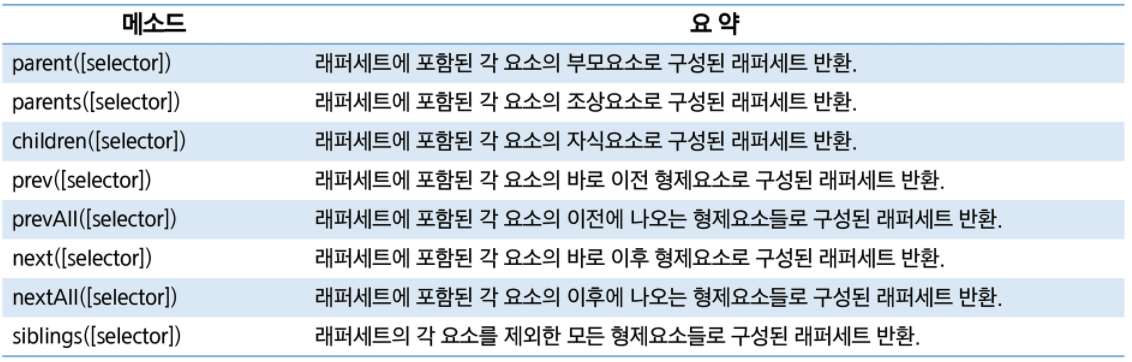 메소드 요 약
parent([selector]) 래퍼세트에 포함된 각 요소의 부모요소로 구성된 래퍼세트 반환.
parents([selector]) 래퍼세트에 포함된 각 요소의 조상요소로 구성된 래퍼세트 반환.
children([selector]) 래퍼세트에 포함된 각 요소의 자식요소로 구성된 래퍼세트 반환.
prev([selector]) 래퍼세트에 포함된 각 요소의 바로 이전 형제요소로 구성된 래퍼세트 반환.
prevAll([selector]) 래퍼세트에 포함된 각 요소의 이전에 나오는 형제요소들로 구성된 래퍼세트 반환.
next([selector]) 래퍼세트에 포함된 각 요소의 바로 이후 형제요소로 구성된 래퍼세트 반환.
nextAll([selector]) 래퍼세트에 포함된 각 요소의 이후에 나오는 형제요소들로 구성된 래퍼세트 반환.
siblings([selector]) 래퍼세트의 각 요소를 제외한 모든 형제요소들로 구성된 래퍼세트 반환.